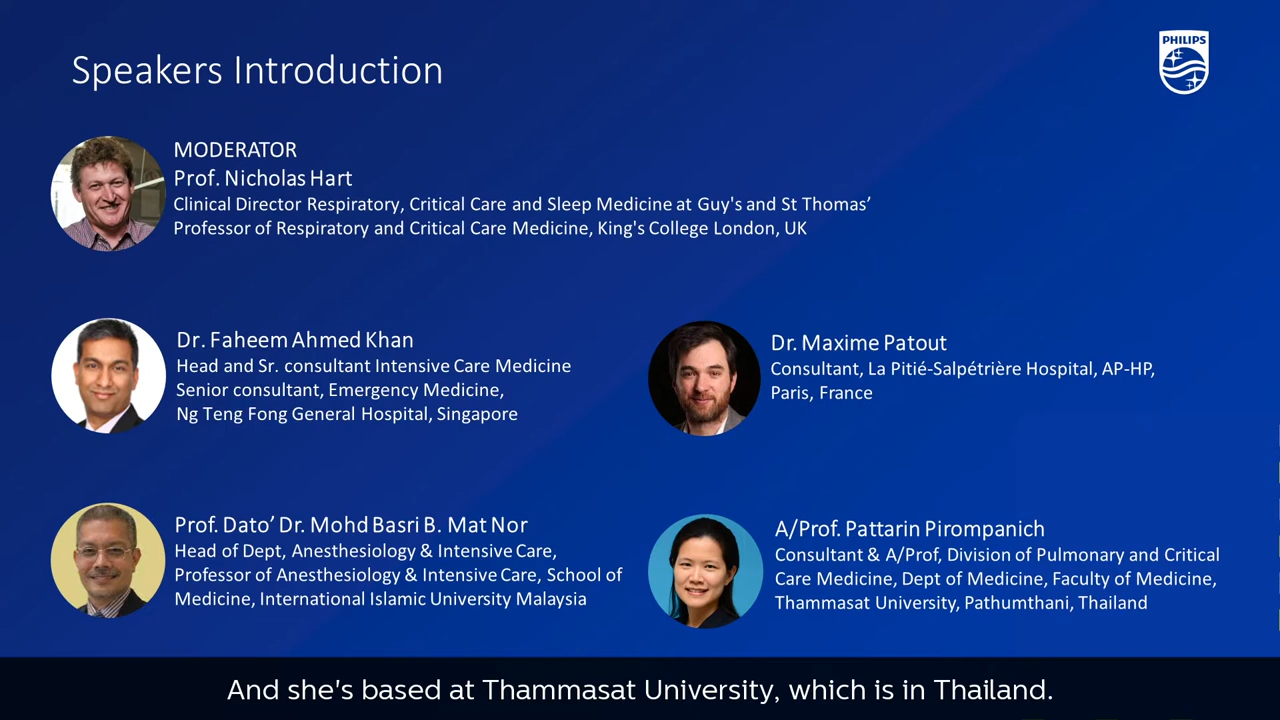 Speakers Introduction
PHILIPS
MODERATOR
Prof. Nicholas Hart
Clinical Director Respiratory, Critical Care and Sleep Medicine at Guy's and St Thomas’
Professor of Respiratory and Critical Care Medicine, King's College London, UK
Dr. Faheem Ahmed Khan
Head and Sr. consultant Intensive Care Medicine
Senior consultant, Emergency Medicine,
Ng Teng Fong General Hospital, Singapore
Dr. Maxime Patout
Consultant, La Pitié-Salpétrière Hospital, AP-HP,
Paris, France
Prof. Dato’ Dr. Mohd Basri B. Mat Nor
Head of Dept, Anesthesiology & Intensive Care,
Professor of Anesthesiology & Intensive Care, School of
Medicine, International Islamic University Malaysia
A/Prof. Pattarin Pirompanich
Consultant & A/Prof, Division of Pulmonary and Critical
Care Medicine, Dept of Medicine, Faculty of Medicine,
Thammasat University, Pathumthani, Thailand
And she's based at Thammasat University, which is in Thailand.